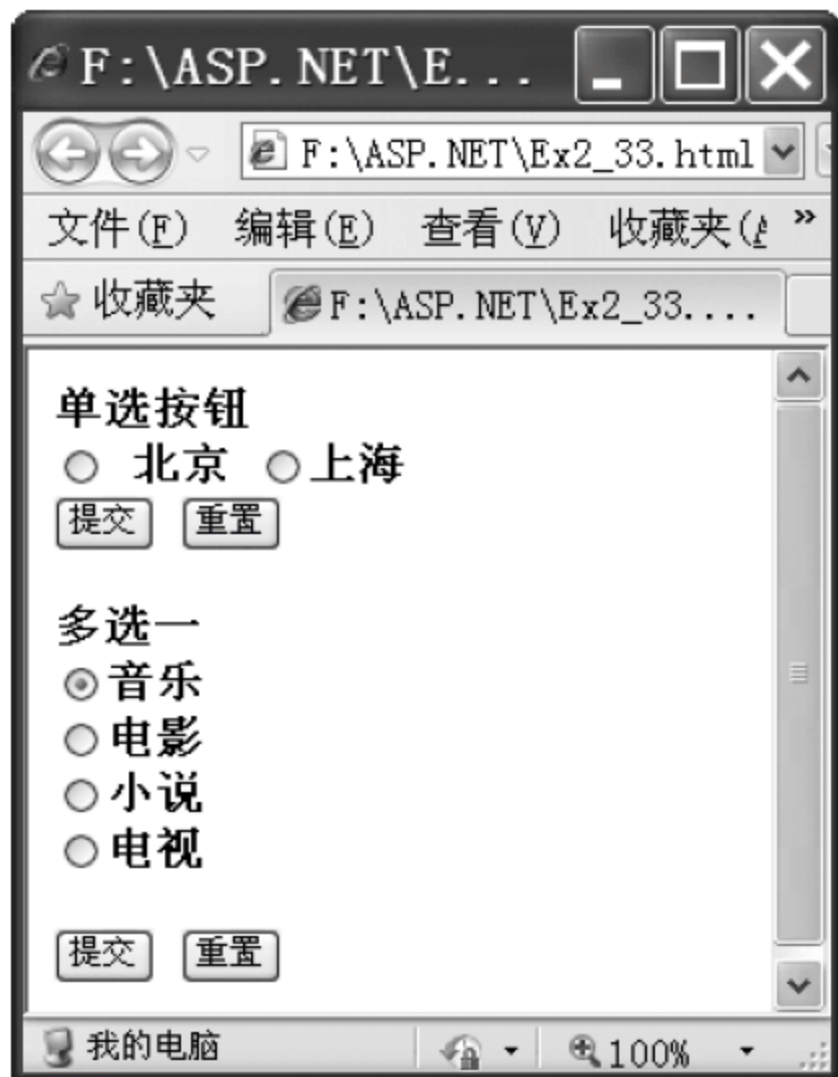 F:\ASP.NET\E...
F:\ASP.NET\Ex2_33.html
文件(F) 编辑(E) 查看(V) 收藏夹(A »
收藏夹 F:\ASP.NET\Ex2_33....
单选按钮
北京 上海
提交 重置
多选一
音乐
电影
小说
电视
提交 重置
我的电脑 100%